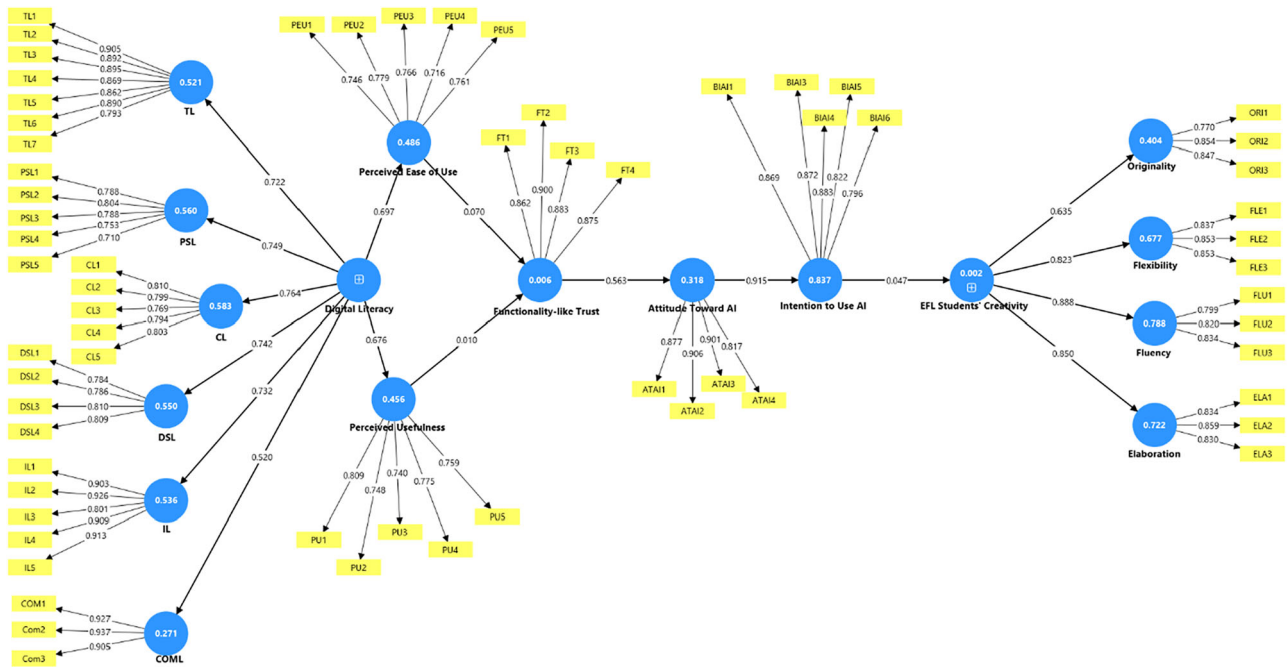 TL1
TL2
TL3
TL4
TL5
TL6
TL7
0.905
0.892
0.895
0.869
0.862
0.890
0.793
0.521
TL
PSL1
PSL2
PSL3
PSL4
PSL5
0.788
0.804
0.788
0.753
0.710
0.560
PSL
CL1
CL2
CL3
CL4
CL5
0.810
0.799
0.769
0.794
0.803
0.583
CL
DSL1
DSL2
DSL3
DSL4
0.784
0.786
0.810
0.809
0.550
DSL
IL1
IL2
IL3
IL4
IL5
0.903
0.926
0.801
0.909
0.913
0.536
IL
COM1
Com2
Com3
0.927
0.937
0.905
0.271
COML
0.722
0.749
0.764
0.742
0.732
0.520
Digital Literacy
0.697
0.676
PEU1
PEU2
PEU3
PEU4
PEU5
0.746
0.779
0.766
0.716
0.761
0.486
Perceived Ease of Use
0.070
0.010
0.456
Perceived Usefulness
0.809
0.748
0.740
0.775
0.759
PU1
PU2
PU3
PU4
PU5
FT1
FT2
FT3
FT4
0.862
0.900
0.883
0.875
0.006
Functionality-like Trust
0.563
0.318
Attitude Toward AI
0.877
0.906
0.901
0.817
ATAI1
ATAI2
ATAI3
ATAI4
0.915
BIAI1
BIAI3
BIAI4
BIAI5
BIAI6
0.869
0.872
0.883
0.822
0.796
0.837
Intention to Use AI
0.047
0.002
EFL Students' Creativity
0.635
0.823
0.888
0.850
0.404
Originality
0.770
0.854
0.847
ORI1
ORI2
ORI3
0.677
Flexibility
0.837
0.853
0.853
FLE1
FLE2
FLE3
0.788
Fluency
0.799
0.820
0.834
FLU1
FLU2
FLU3
0.722
Elaboration
0.834
0.859
0.830
ELA1
ELA2
ELA3